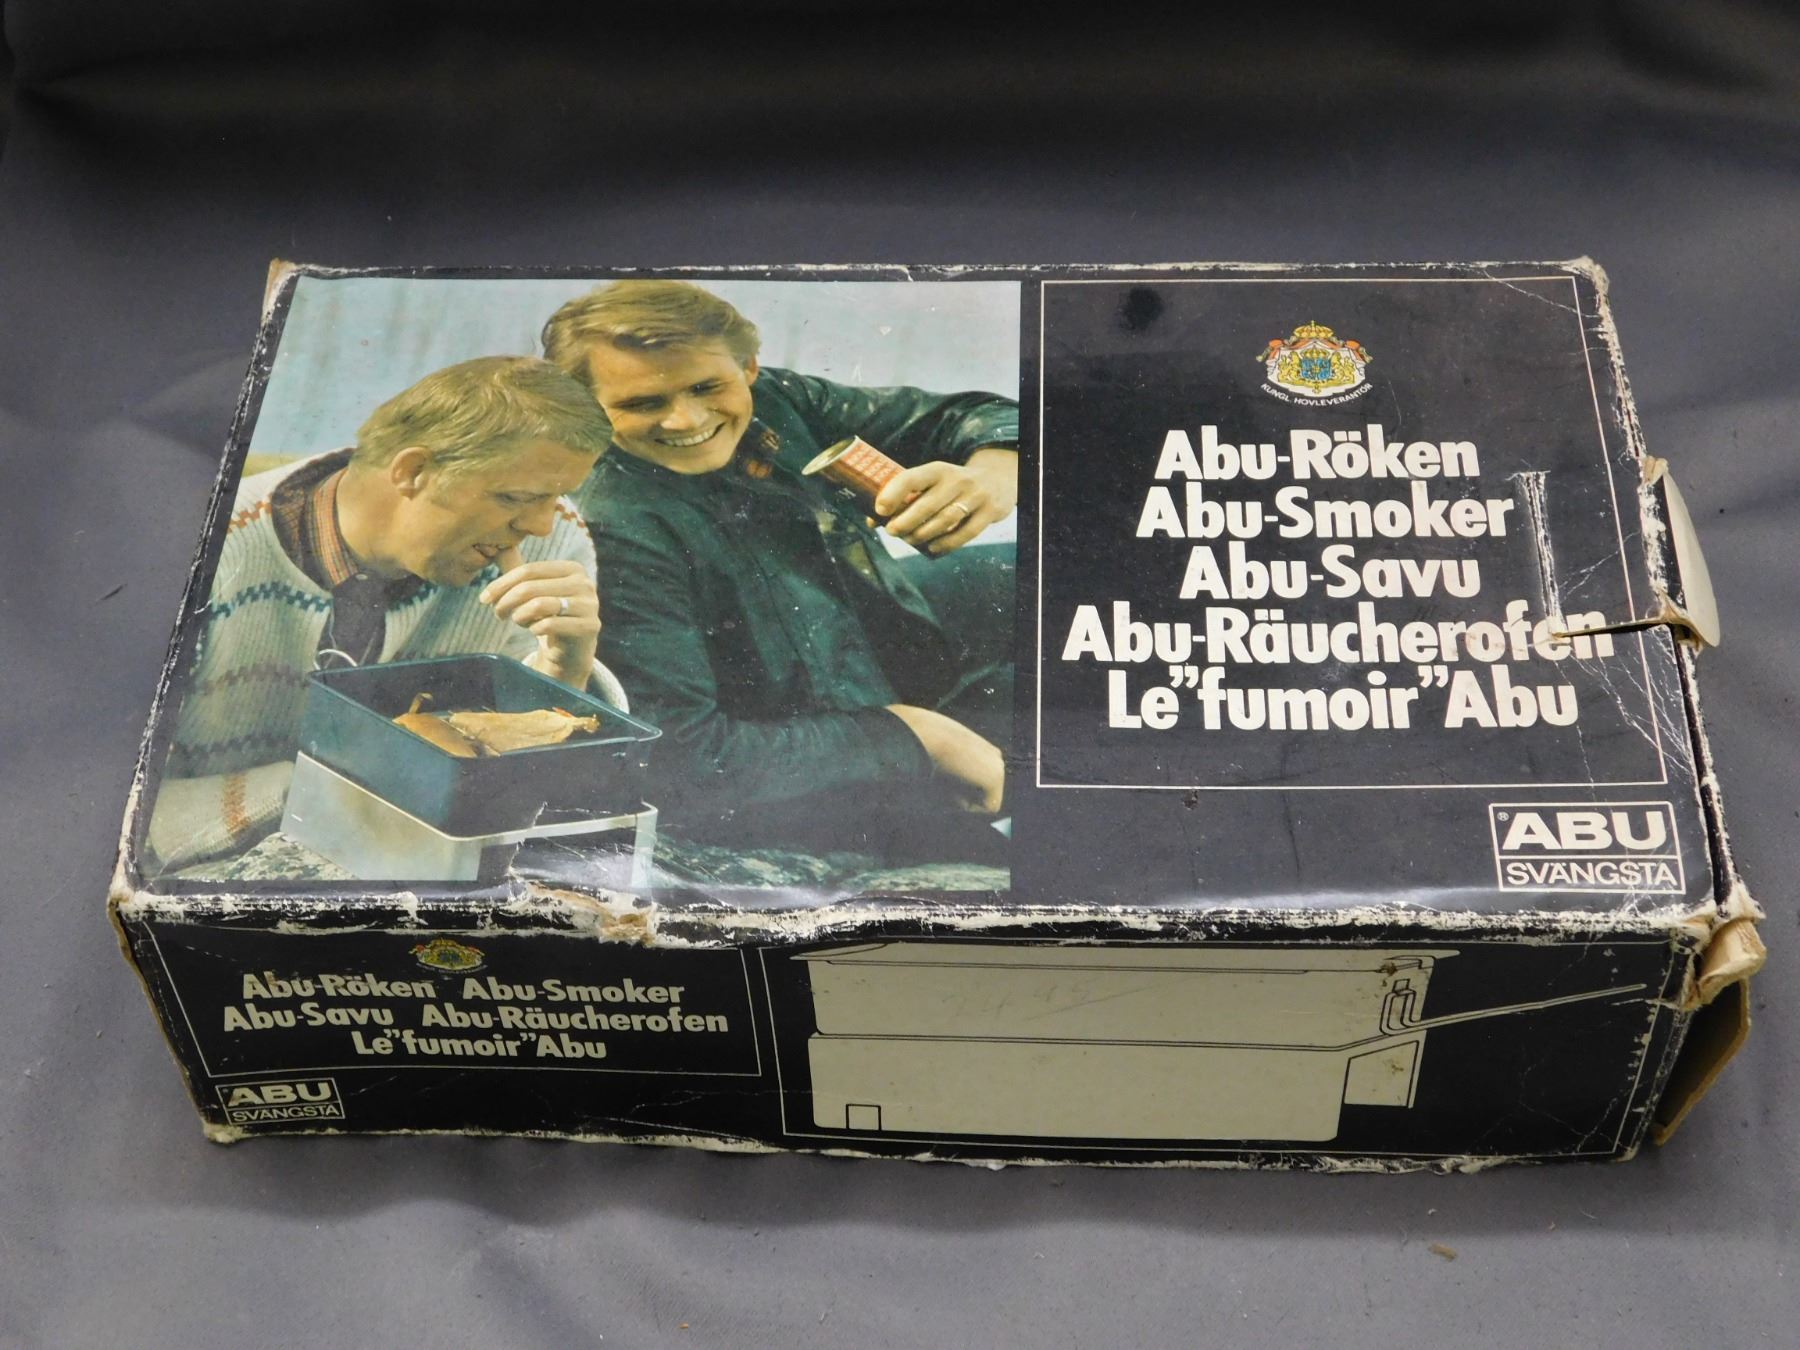 KUNGL. HOVLEVERANTÖR
Abu-Röken
Abu-Smoker
Abu-Savu
Abu-Räucherofen
Le"fumoir"Abu
® ABU
SVÄNGSTA
Abu-Röken Abu-Smoker
Abu-Savu Abu-Räucherofen
Le"fumoir"Abu
ABU
SVÄNGSTA